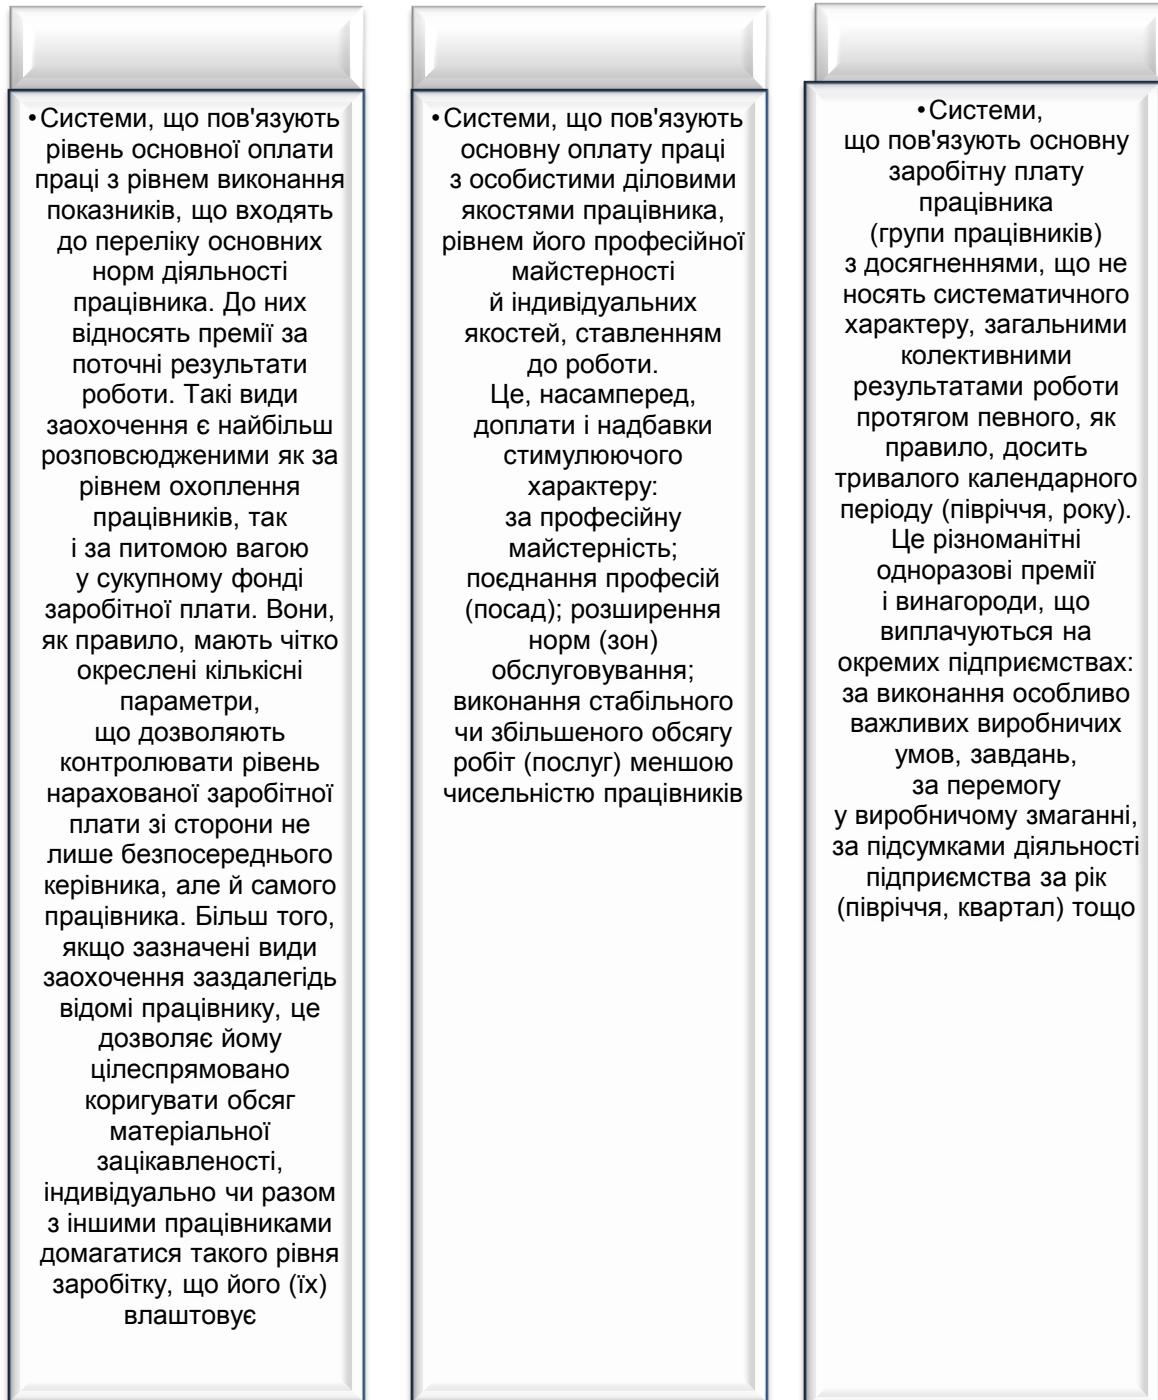 •Системи, що пов'язують
рівень основної оплати
праці з рівнем виконання
показників, що входять
до переліку основних
норм діяльності
працівника. До них
відносять премії за
поточні результати
роботи. Такі види
заохочення є найбільш
розповсюдженими як за
рівнем охоплення
працівників, так
і за питомою вагою
у сукупному фонді
заробітної плати. Вони,
як правило, мають чітко
окреслені кількісні
параметри,
що дозволяють
контролювати рівень
нарахованої заробітної
плати зі сторони не
лише безпосереднього
керівника, але й самого
працівника. Більш того,
якщо зазначені види
заохочення заздалегідь
відомі працівнику, це
дозволяє йому
цілеспрямовано
коригувати обсяг
матеріальної
зацікавленості,
індивідуально чи разом
з іншими працівниками
домагатися такого рівня
заробітку, що його (їх)
влаштовує
•Системи, що пов'язують
основну оплату праці
з особистими діловими
якостями працівника,
рівнем його професійної
майстерності
й індивідуальних
якостей, ставленням
до роботи.
Це, насамперед,
доплати і надбавки
стимулюючого
характеру:
за професійну
майстерність;
поєднання професій
(посад); розширення
норм (зон)
обслуговування;
виконання стабільного
чи збільшеного обсягу
робіт (послуг) меншою
чисельністю працівників
•Системи,
що пов'язують основну
заробітну плату
працівника
(групи працівників)
з досягненнями, що не
носять систематичного
характеру, загальними
колективними
результатами роботи
протягом певного, як
правило, досить
тривалого календарного
періоду (півріччя, року).
Це різноманітні
одноразові премії
і винагороди, що
виплачуються на
окремих підприємствах:
за виконання особливо
важливих виробничих
умов, завдань,
за перемогу
у виробничому змаганні,
за підсумками діяльності
підприємства за рік
(півріччя, квартал) тощо